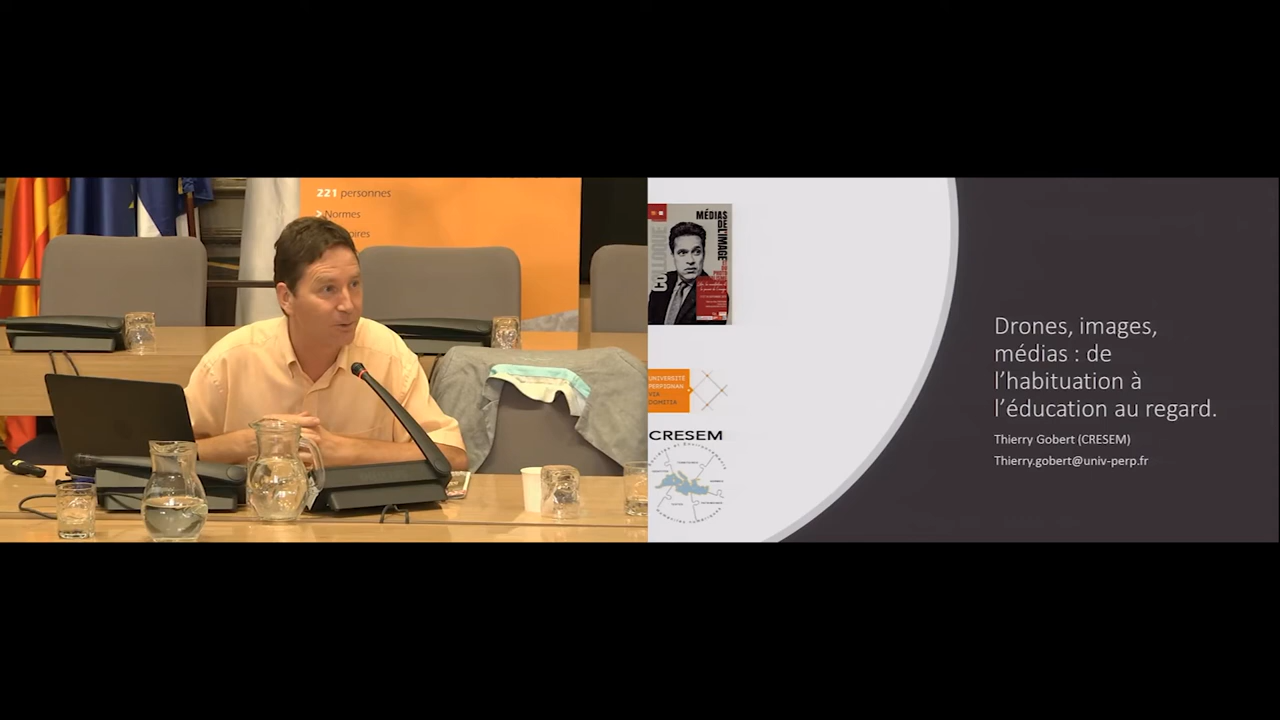 221 personnes
Normes
MÉDIAS
DE L'IMAGE
COLLOQUE
UNIVERSITÉ
PERPIGNAN
VIA
DOMITIA
CRESEM
Drones, images,
médias : de
l'habituation à
l'éducation au regard.
Thierry Gobert (CRESEM)
Thierry.gobert@univ-perp.fr